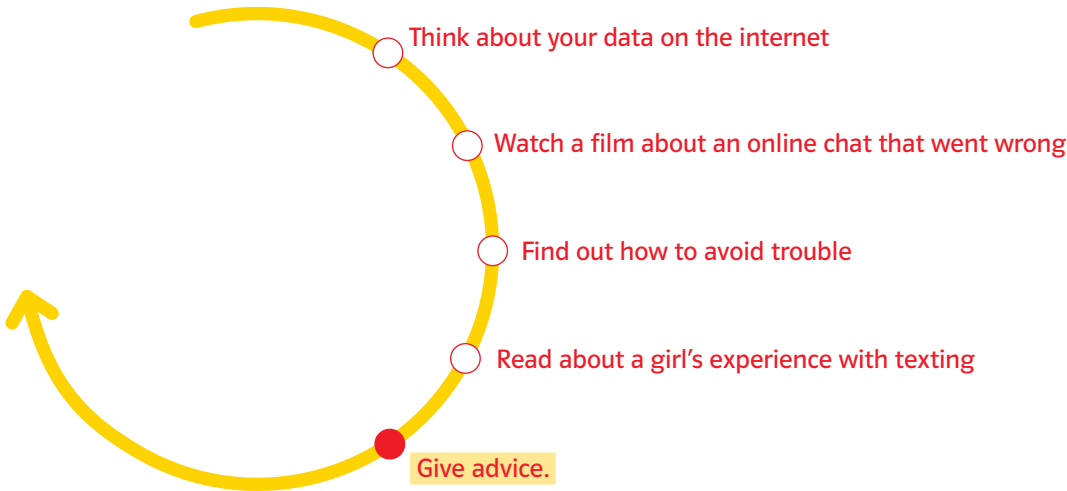 Think about your data on the internet
Watch a film about an online chat that went wrong
Find out how to avoid trouble
Read about a girl's experience with texting
Give advice.